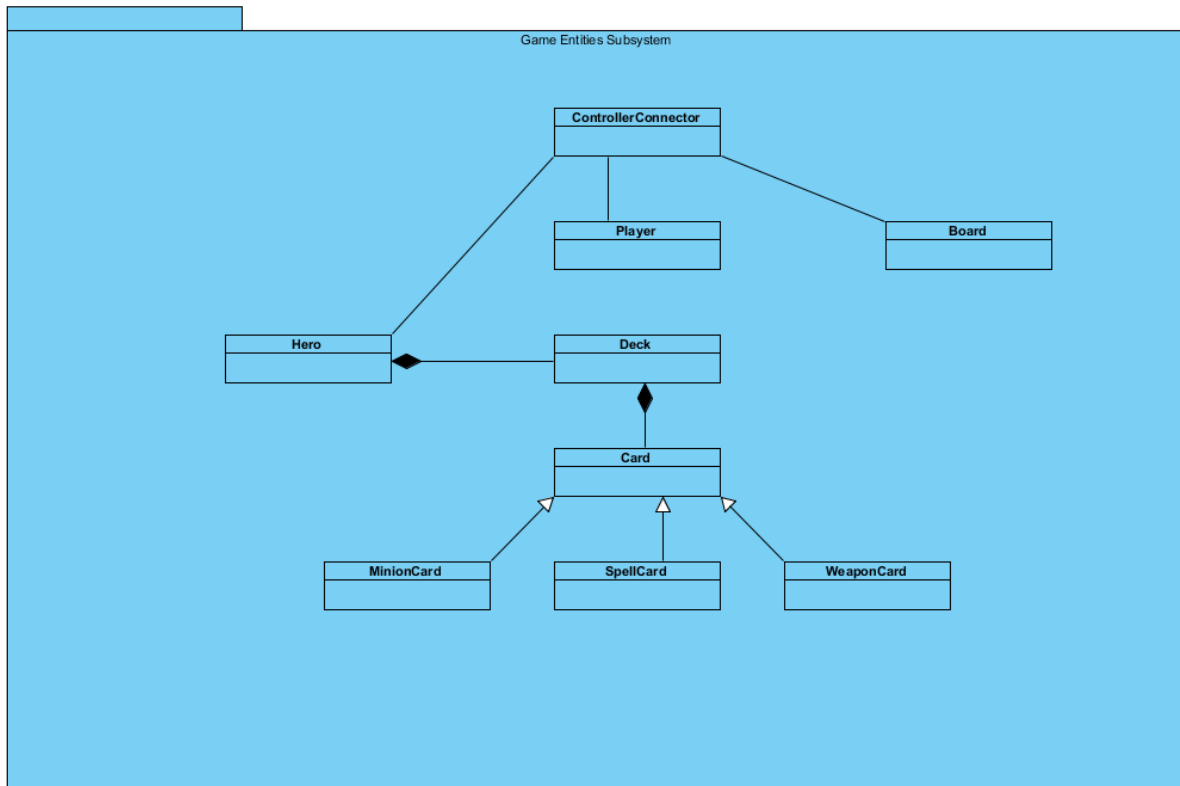 Game Entities Subsystem
ControllerConnector
Player
Board
Hero
Deck
Card
MinionCard
SpellCard
WeaponCard